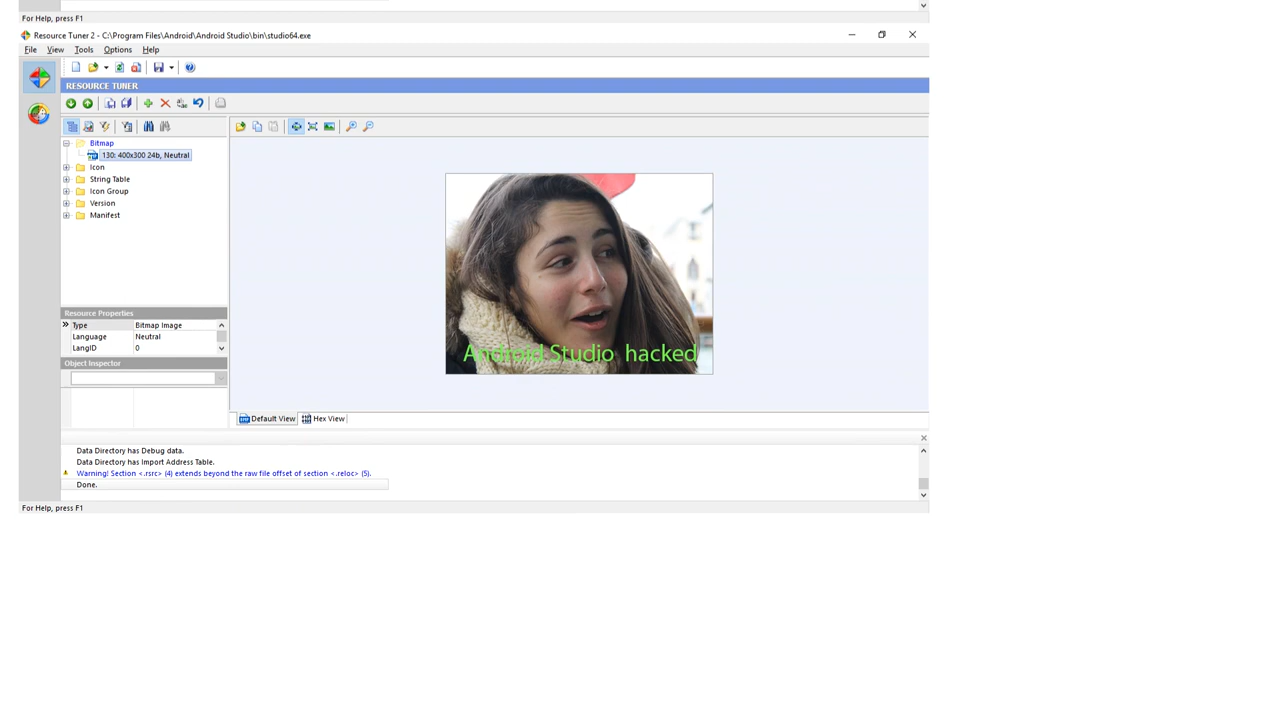 For Help, press F1
Resource Tuner 2 - C:\Program Files\Android\Android Studio\bin\studio64.exe
File View Tools Options Help
RESOURCE TUNER
Bitmap
130: 400x300 24b, Neutral
Icon
String Table
Icon Group
Version
Manifest
Android Studio hacked
Resource Properties
Type Bitmap Image
Language Neutral
LangID 0
Object Inspector
Default View Hex View
Data Directory has Debug data.
Data Directory has Import Address Table.
Warning! Section <.rsrc> (4) extends beyond the raw file offset of section <.reloc> (5).
Done.
For Help, press F1